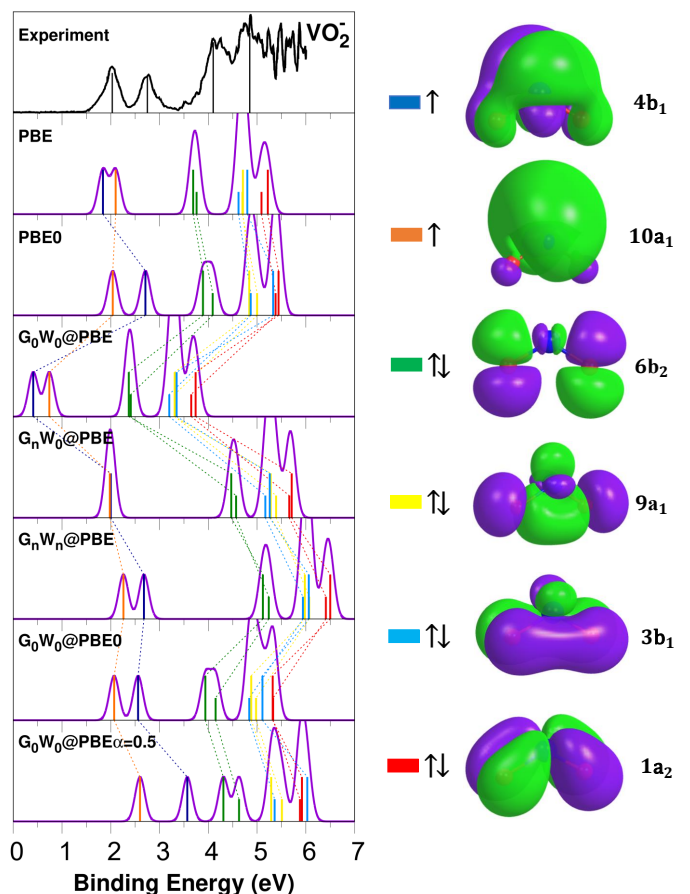 Experiment
VO₂⁻
PBE
PBE0
G₀W₀@PBE
GₙW₀@PBE
GₙWₙ@PBE
G₀W₀@PBE0
G₀W₀@PBEα=0.5
0 1 2 3 4 5 6 7
Binding Energy (eV)
↑ 4b₁
↑ 10a₁
↑↓ 6b₂
↑↓ 9a₁
↑↓ 3b₁
↑↓ 1a₂